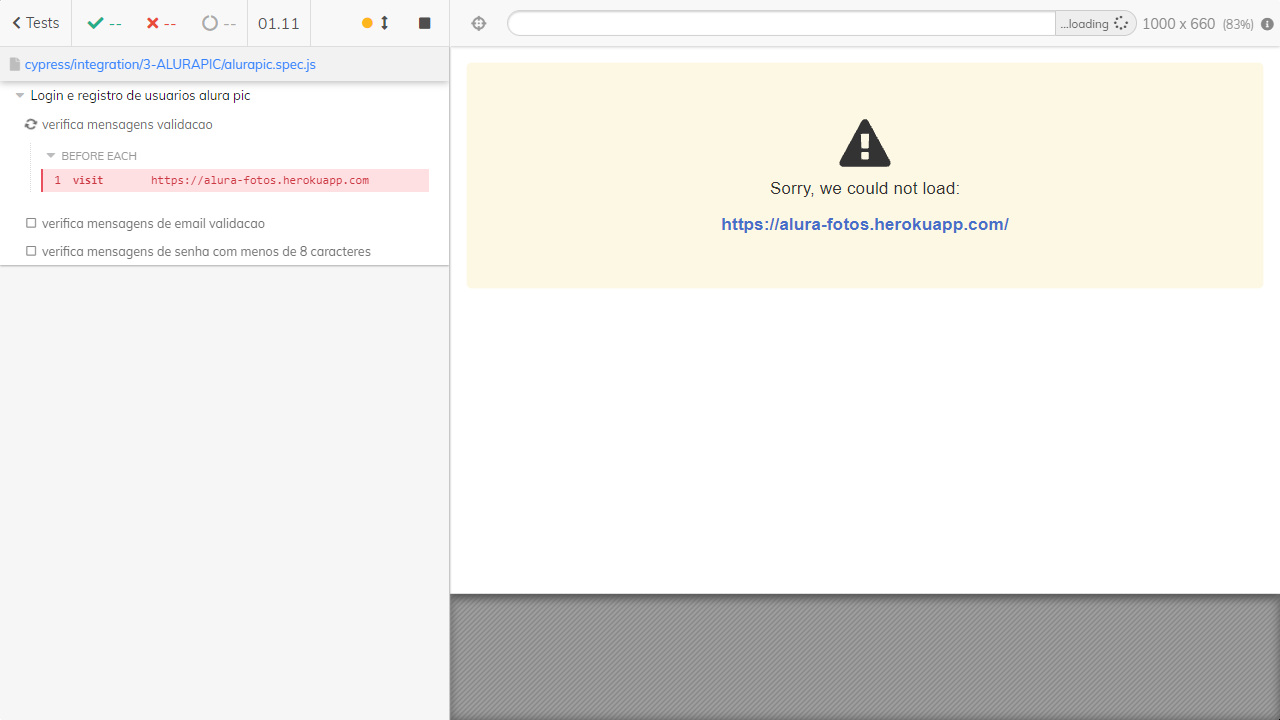 Tests -- -- -- 01.11
...loading 1000 x 660 (83%)
cypress/integration/3-ALURAPIC/alurapic.spec.js
Login e registro de usuarios alura pic
verifica mensagens validacao
BEFORE EACH
1 visit https://alura-fotos.herokuapp.com
verifica mensagens de email validacao
verifica mensagens de senha com menos de 8 caracteres
Sorry, we could not load:
https://alura-fotos.herokuapp.com/